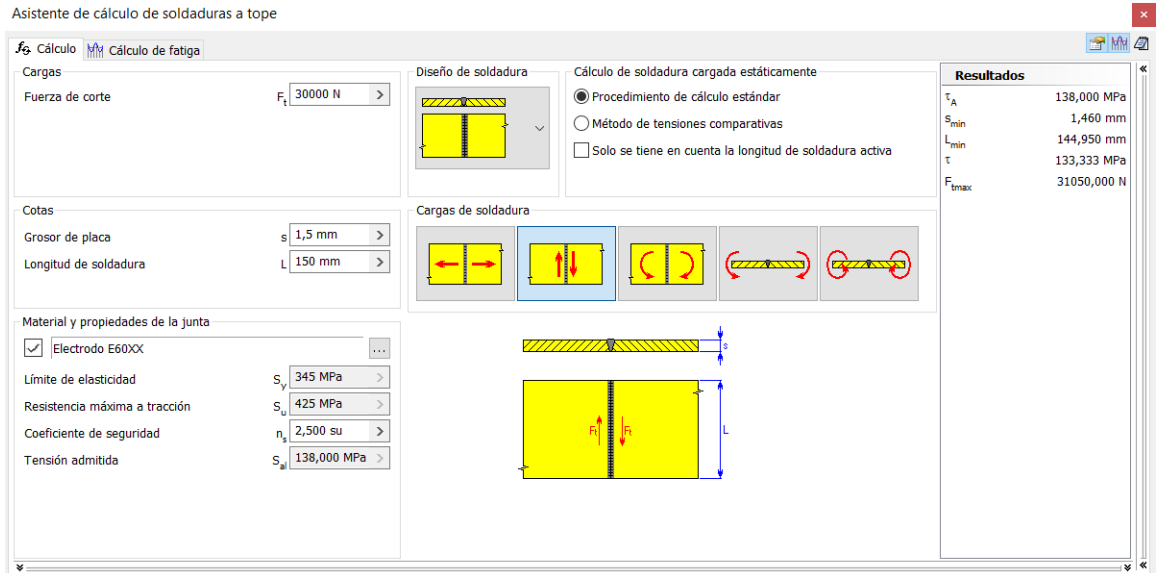 Asistente de cálculo de soldaduras a tope
Cálculo
Cálculo de fatiga
Cargas
Fuerza de corte Ft 30000 N >
Diseño de soldadura
Cálculo de soldadura cargada estáticamente
Procedimiento de cálculo estándar
Método de tensiones comparativas
Solo se tiene en cuenta la longitud de soldadura activa
Cotas
Grosor de placa s 1,5 mm >
Longitud de soldadura L 150 mm >
Cargas de soldadura
Material y propiedades de la junta
Electrodo E60XX ...
Límite de elasticidad Sy 345 MPa >
Resistencia máxima a tracción Su 425 MPa >
Coeficiente de seguridad ns 2,500 su >
Tensión admitida Sal 138,000 MPa >
s
Ft Ft
L
Resultados
τA 138,000 MPa
smin 1,460 mm
Lmin 144,950 mm
τ 133,333 MPa
Ftmax 31050,000 N